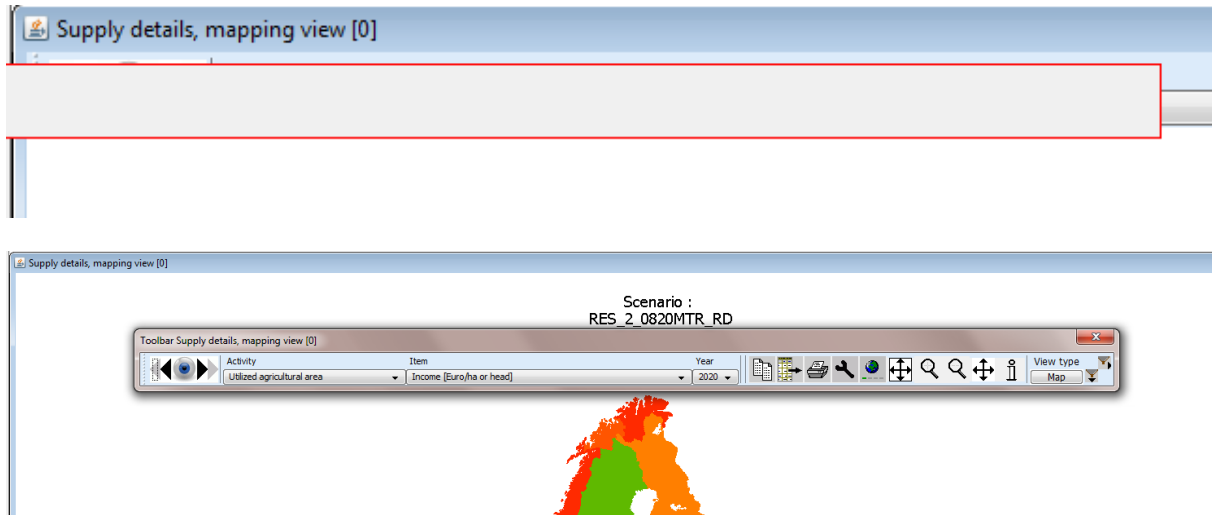 Supply details, mapping view [0]
Supply details, mapping view [0]
Scenario :
RES_2_0820MTR_RD
Toolbar Supply details, mapping view [0]
Activity Item Year View type
Utilized agricultural area Income [Euro/ha or head] 2020 Map